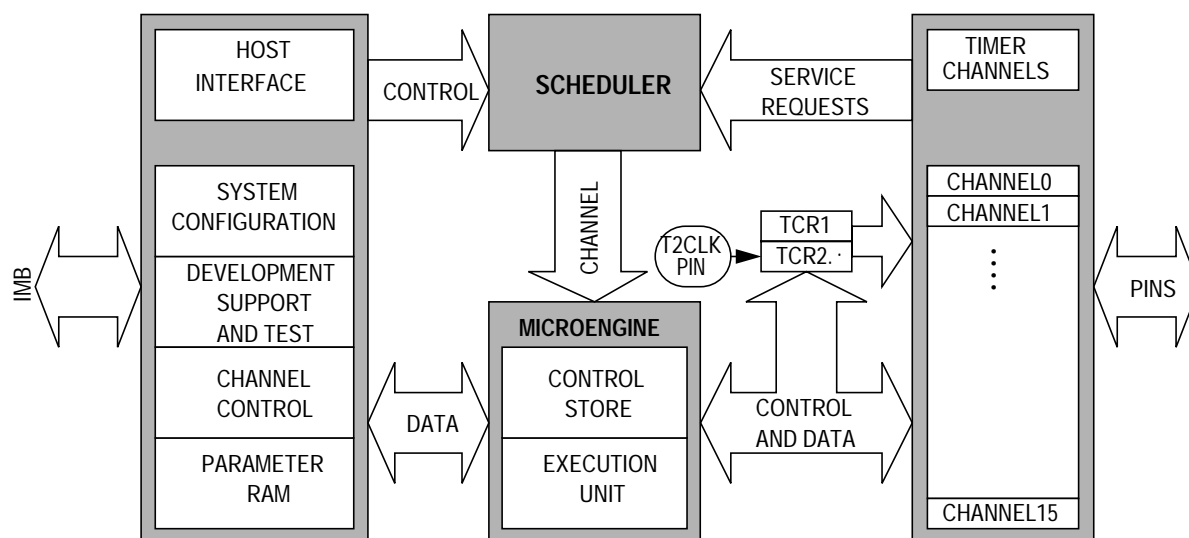 HOST
INTERFACE
CONTROL
SCHEDULER
SERVICE
REQUESTS
TIMER
CHANNELS
SYSTEM
CONFIGURATION
DEVELOPMENT
SUPPORT
AND TEST
CHANNEL
CONTROL
PARAMETER
RAM
IMB
CHANNEL
T2CLK
PIN
TCR1
TCR2.
CHANNEL0
CHANNEL1
CHANNEL15
PINS
MICROENGINE
CONTROL
STORE
EXECUTION
UNIT
DATA
CONTROL
AND DATA